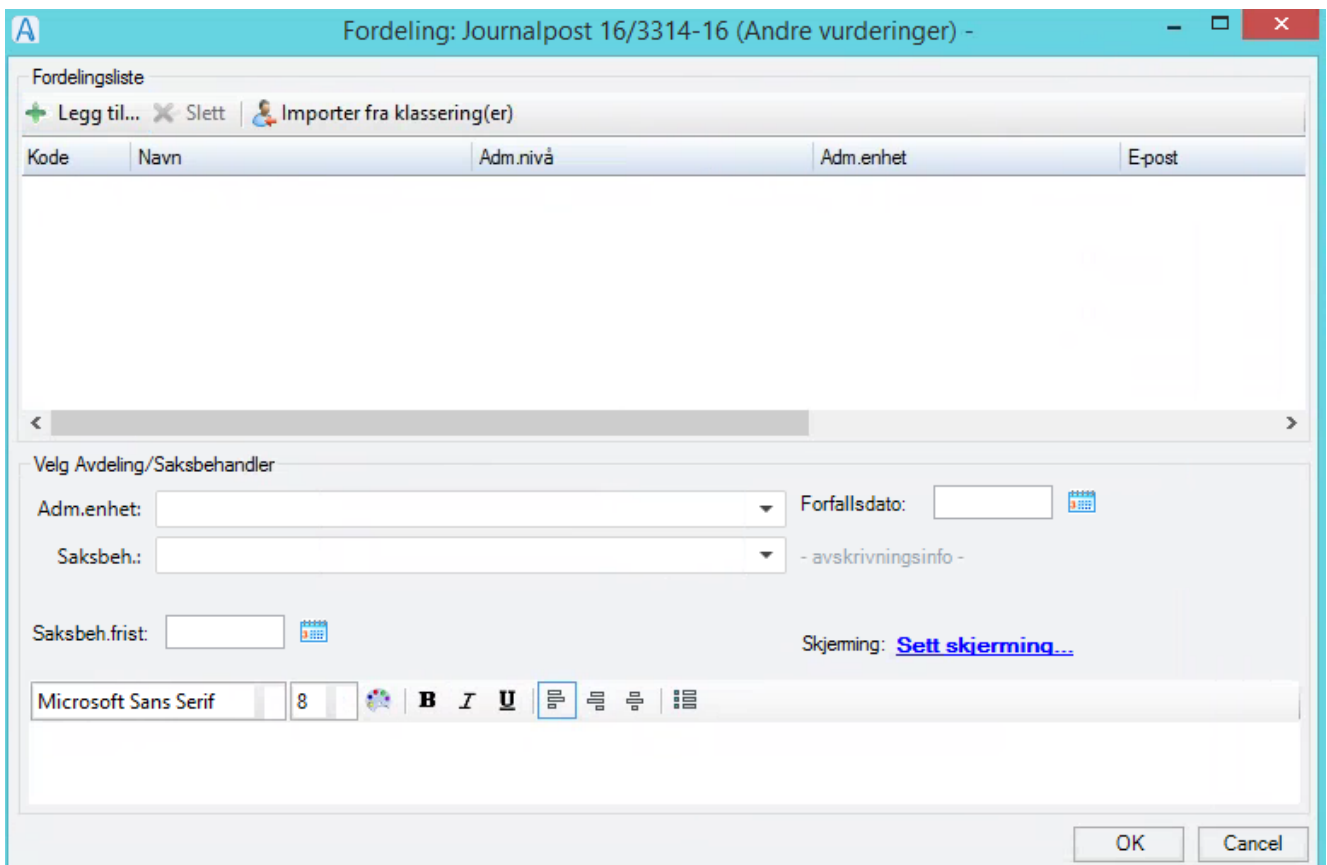 Fordeling: Journalpost 16/3314-16 (Andre vurderinger) -
Fordelingsliste
Legg til... Slett Importer fra klassering(er)
Kode Navn Adm.nivå Adm.enhet E-post
Velg Avdeling/Saksbehandler
Adm.enhet: Forfallsdato:
Saksbeh.: - avskrivningsinfo -
Saksbeh.frist:
Skjerming: Sett skjerming...
Microsoft Sans Serif 8 B I U
OK Cancel